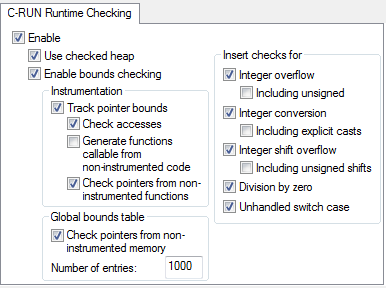 C-RUN Runtime Checking
Enable
Use checked heap
Enable bounds checking
Instrumentation
Track pointer bounds
Check accesses
Generate functions
callable from
non-instrumented code
Check pointers from non-
instrumented functions
Global bounds table
Check pointers from non-
instrumented memory
Number of entries: 1000
Insert checks for
Integer overflow
Including unsigned
Integer conversion
Including explicit casts
Integer shift overflow
Including unsigned shifts
Division by zero
Unhandled switch case